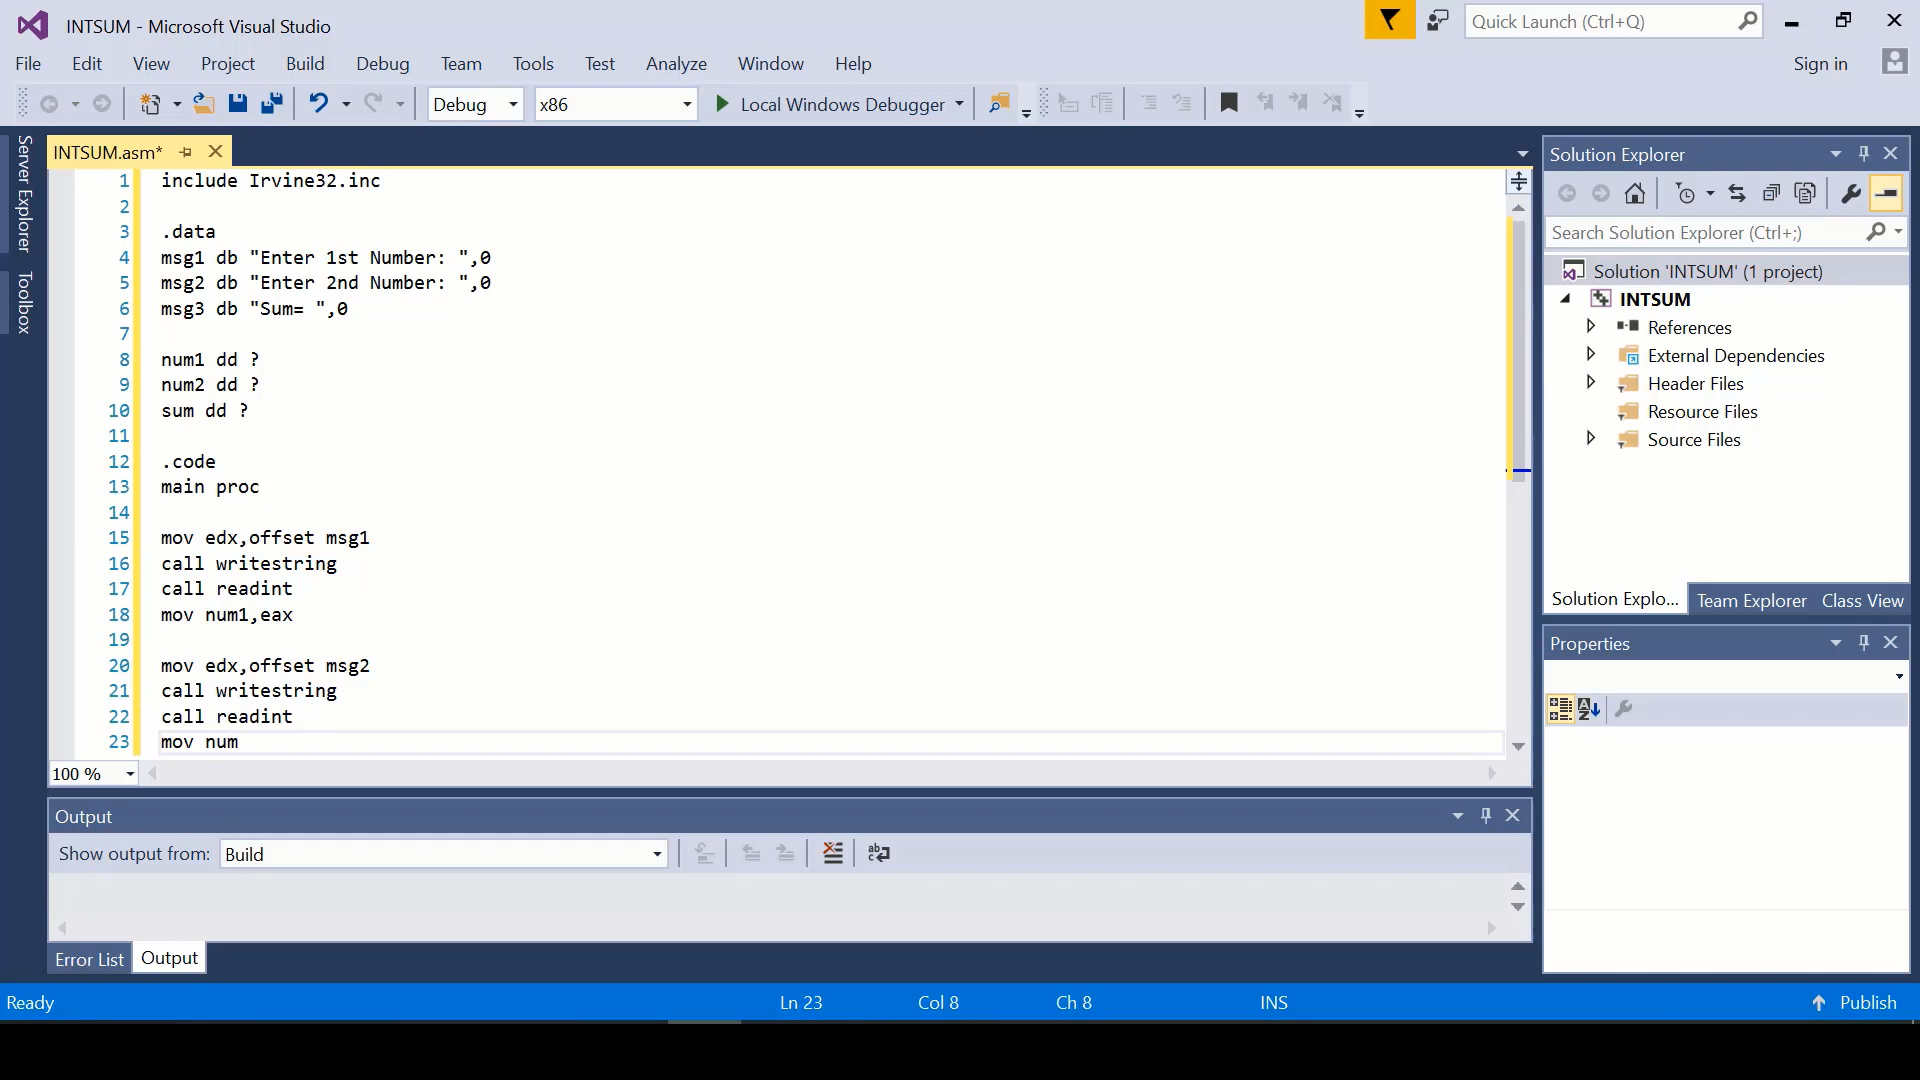 INTSUM - Microsoft Visual Studio
Quick Launch (Ctrl+Q)
File Edit View Project Build Debug Team Tools Test Analyze Window Help
Sign in
Debug x86 Local Windows Debugger
Server Explorer
Toolbox
INTSUM.asm*
1 include Irvine32.inc
2
3 .data
4 msg1 db "Enter 1st Number: ",0
5 msg2 db "Enter 2nd Number: ",0
6 msg3 db "Sum= ",0
7
8 num1 dd ?
9 num2 dd ?
10 sum dd ?
11
12 .code
13 main proc
14
15 mov edx,offset msg1
16 call writestring
17 call readint
18 mov num1,eax
19
20 mov edx,offset msg2
21 call writestring
22 call readint
23 mov num
100 %
Output
Show output from: Build
Error List Output
Solution Explorer
Search Solution Explorer (Ctrl+;)
Solution 'INTSUM' (1 project)
INTSUM
References
External Dependencies
Header Files
Resource Files
Source Files
Solution Explo... Team Explorer Class View
Properties
Ready Ln 23 Col 8 Ch 8 INS Publish